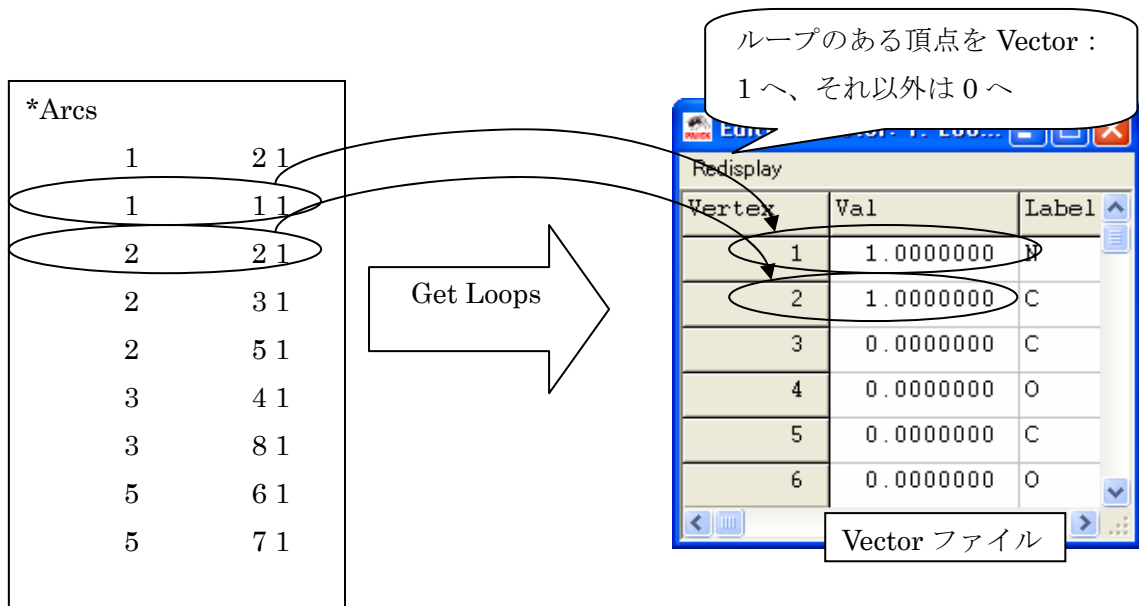 ループのある頂点を Vector :
1 へ、それ以外は 0 へ
*Arcs
1 2 1
1 1 1
2 2 1
2 3 1
2 5 1
3 4 1
3 8 1
5 6 1
5 7 1
Get Loops
Redisplay
Vertex Val Label
1 1.0000000 N
2 1.0000000 C
3 0.0000000 C
4 0.0000000 O
5 0.0000000 C
6 0.0000000 O
Vector ファイル